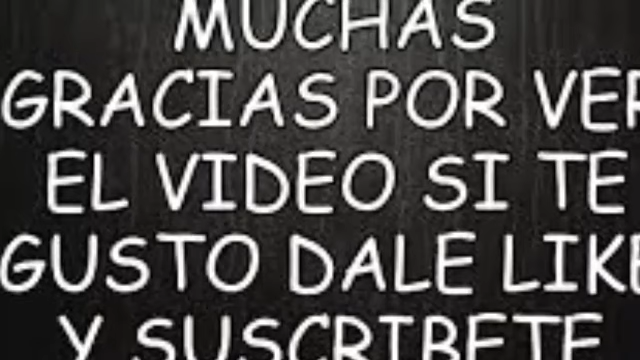 MUCHAS
GRACIAS POR VER
EL VIDEO SI TE
GUSTO DALE LIKE
Y SUSCRIBETE